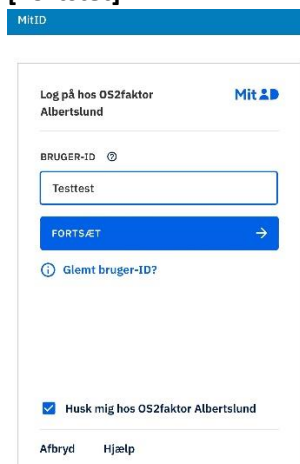 MitID
Log på hos OS2faktor
Albertslund
Mit
BRUGER-ID
Testtest
FORTSÆT
Glemt bruger-ID?
Husk mig hos OS2faktor Albertslund
Afbryd Hjælp